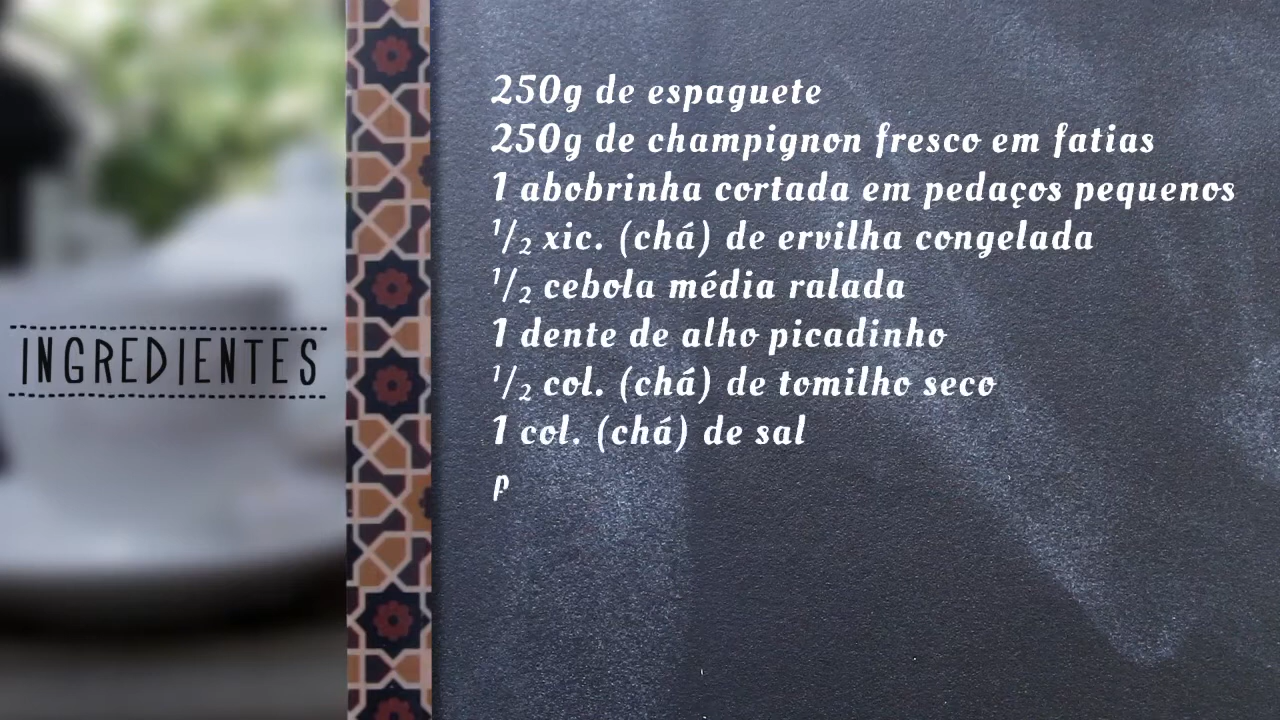 INGREDIENTES
250g de espaguete
250g de champignon fresco em fatias
1 abobrinha cortada em pedaços pequenos
½ xic. (chá) de ervilha congelada
½ cebola média ralada
1 dente de alho picadinho
½ col. (chá) de tomilho seco
1 col. (chá) de sal
p